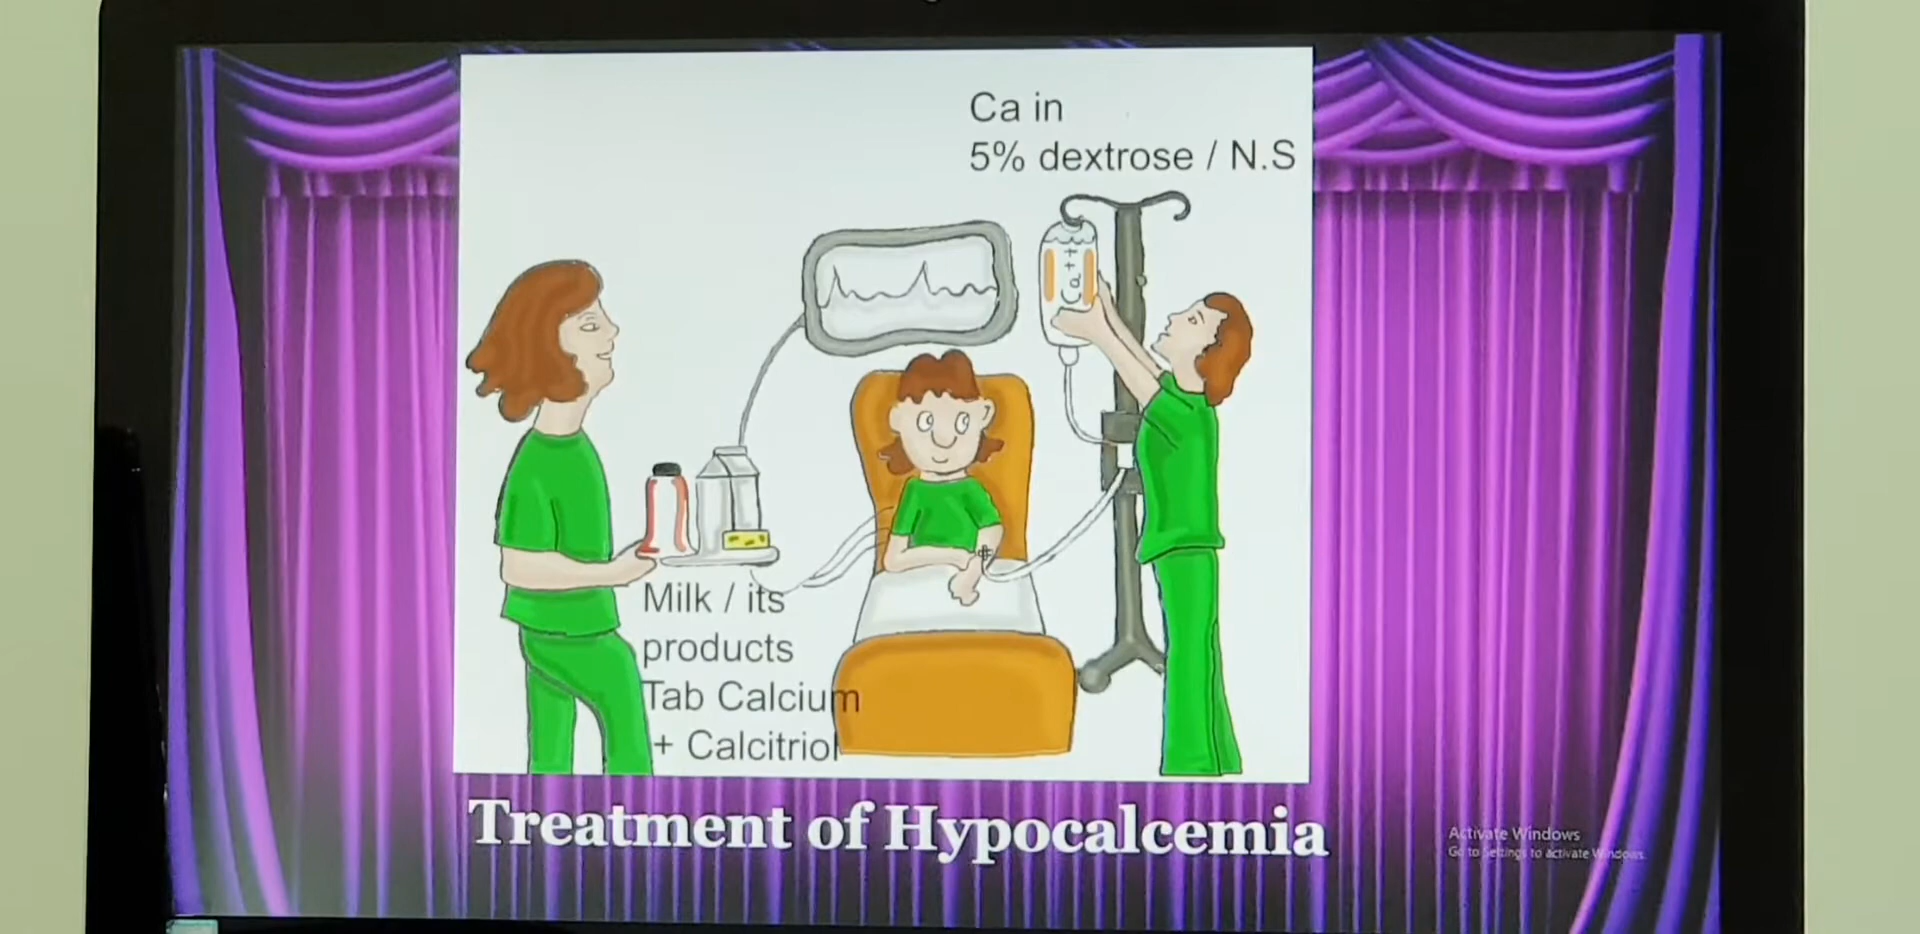 Ca in
5% dextrose / N.S
Milk / its
products
Tab Calcium
+ Calcitriol
Treatment of Hypocalcemia
Activate Windows
Go to Settings to activate Windows.